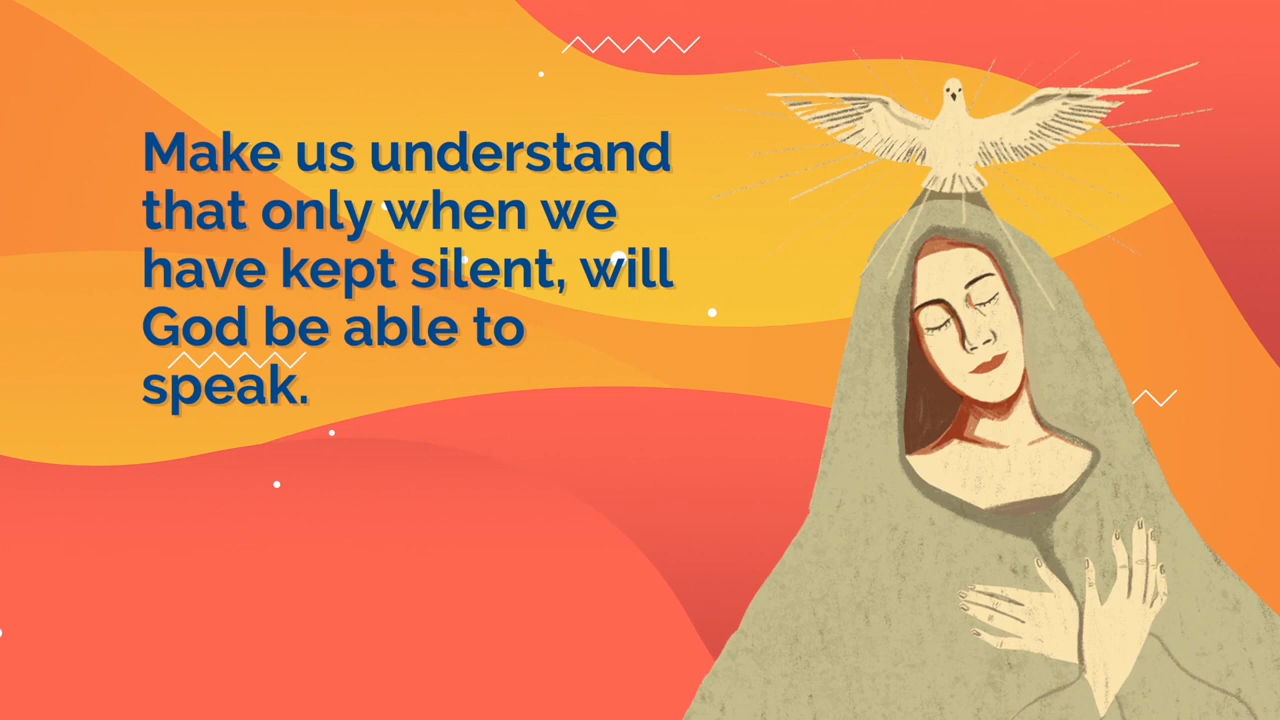 Make us understand
that only when we
have kept silent, will
God be able to
speak.